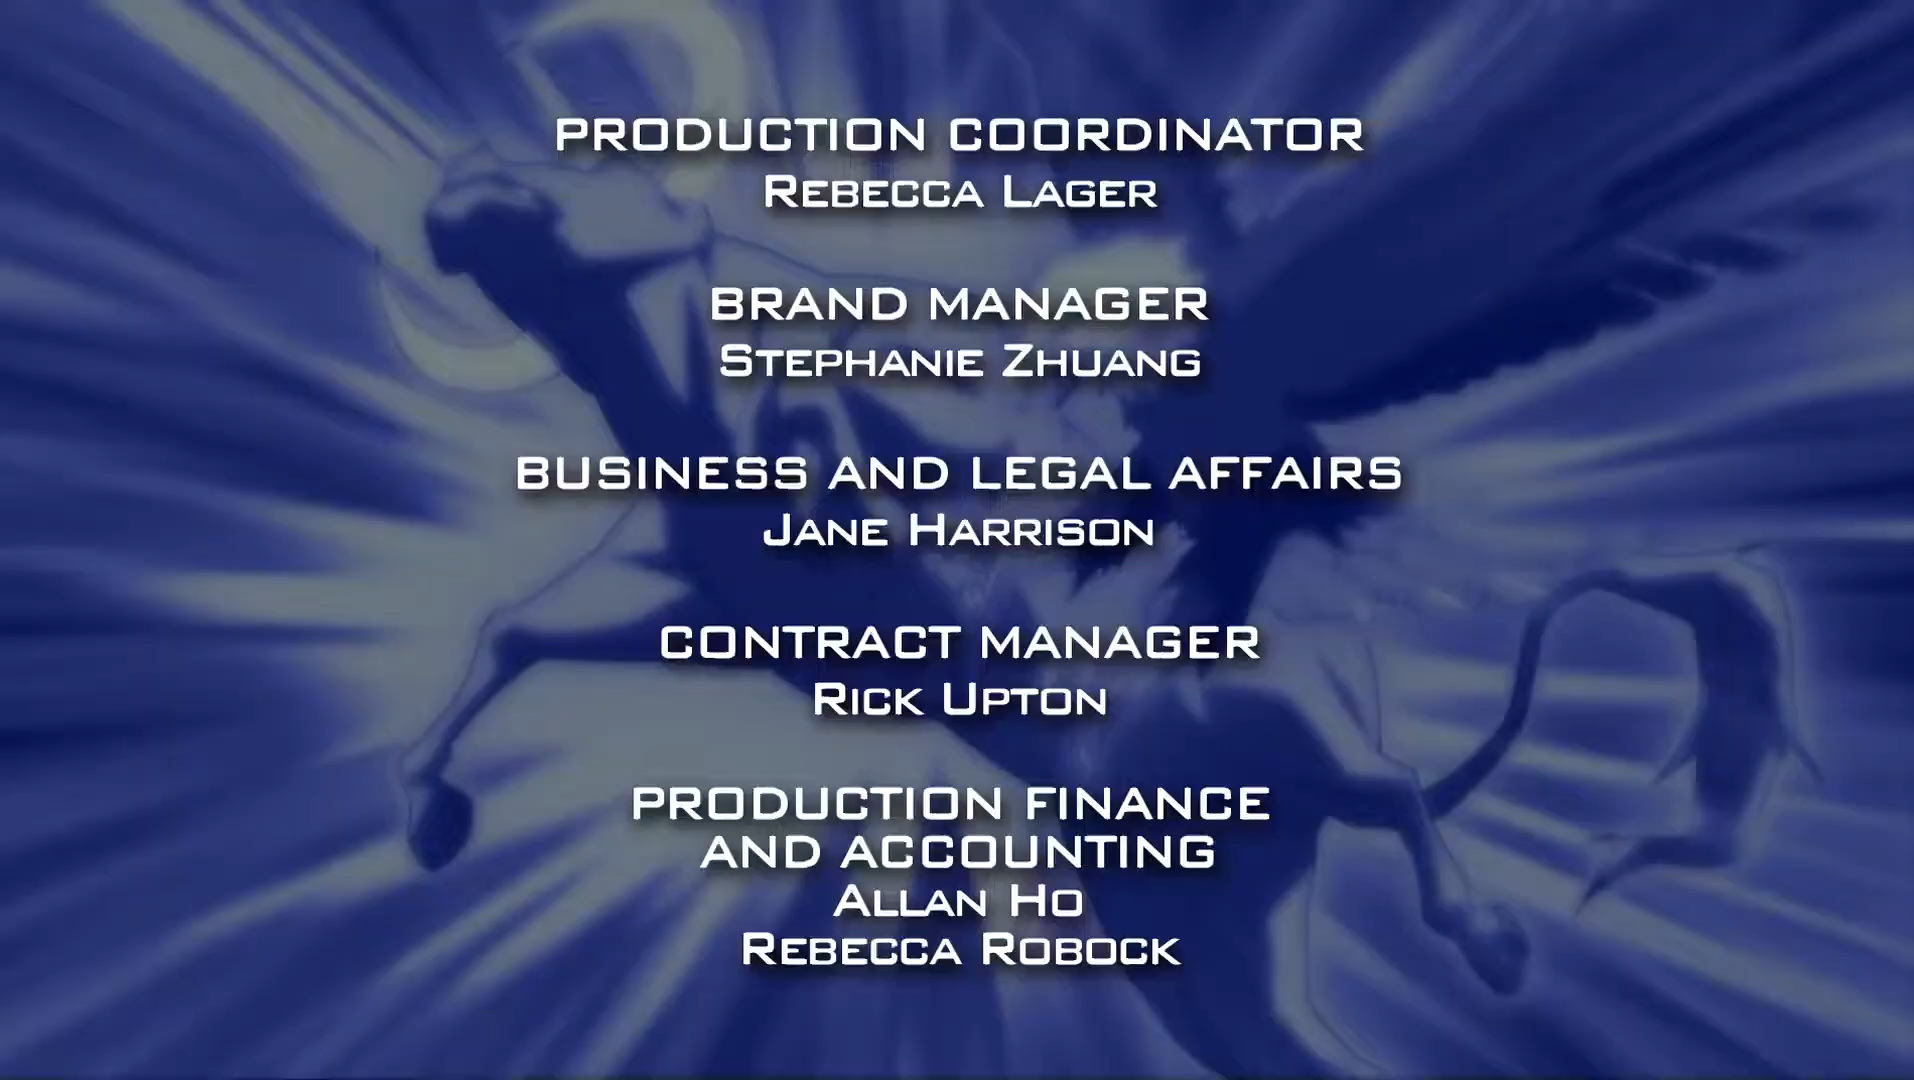 PRODUCTION COORDINATOR
REBECCA LAGER
BRAND MANAGER
STEPHANIE ZHUANG
BUSINESS AND LEGAL AFFAIRS
JANE HARRISON
CONTRACT MANAGER
RICK UPTON
PRODUCTION FINANCE
AND ACCOUNTING
ALLAN HO
REBECCA ROBOCK